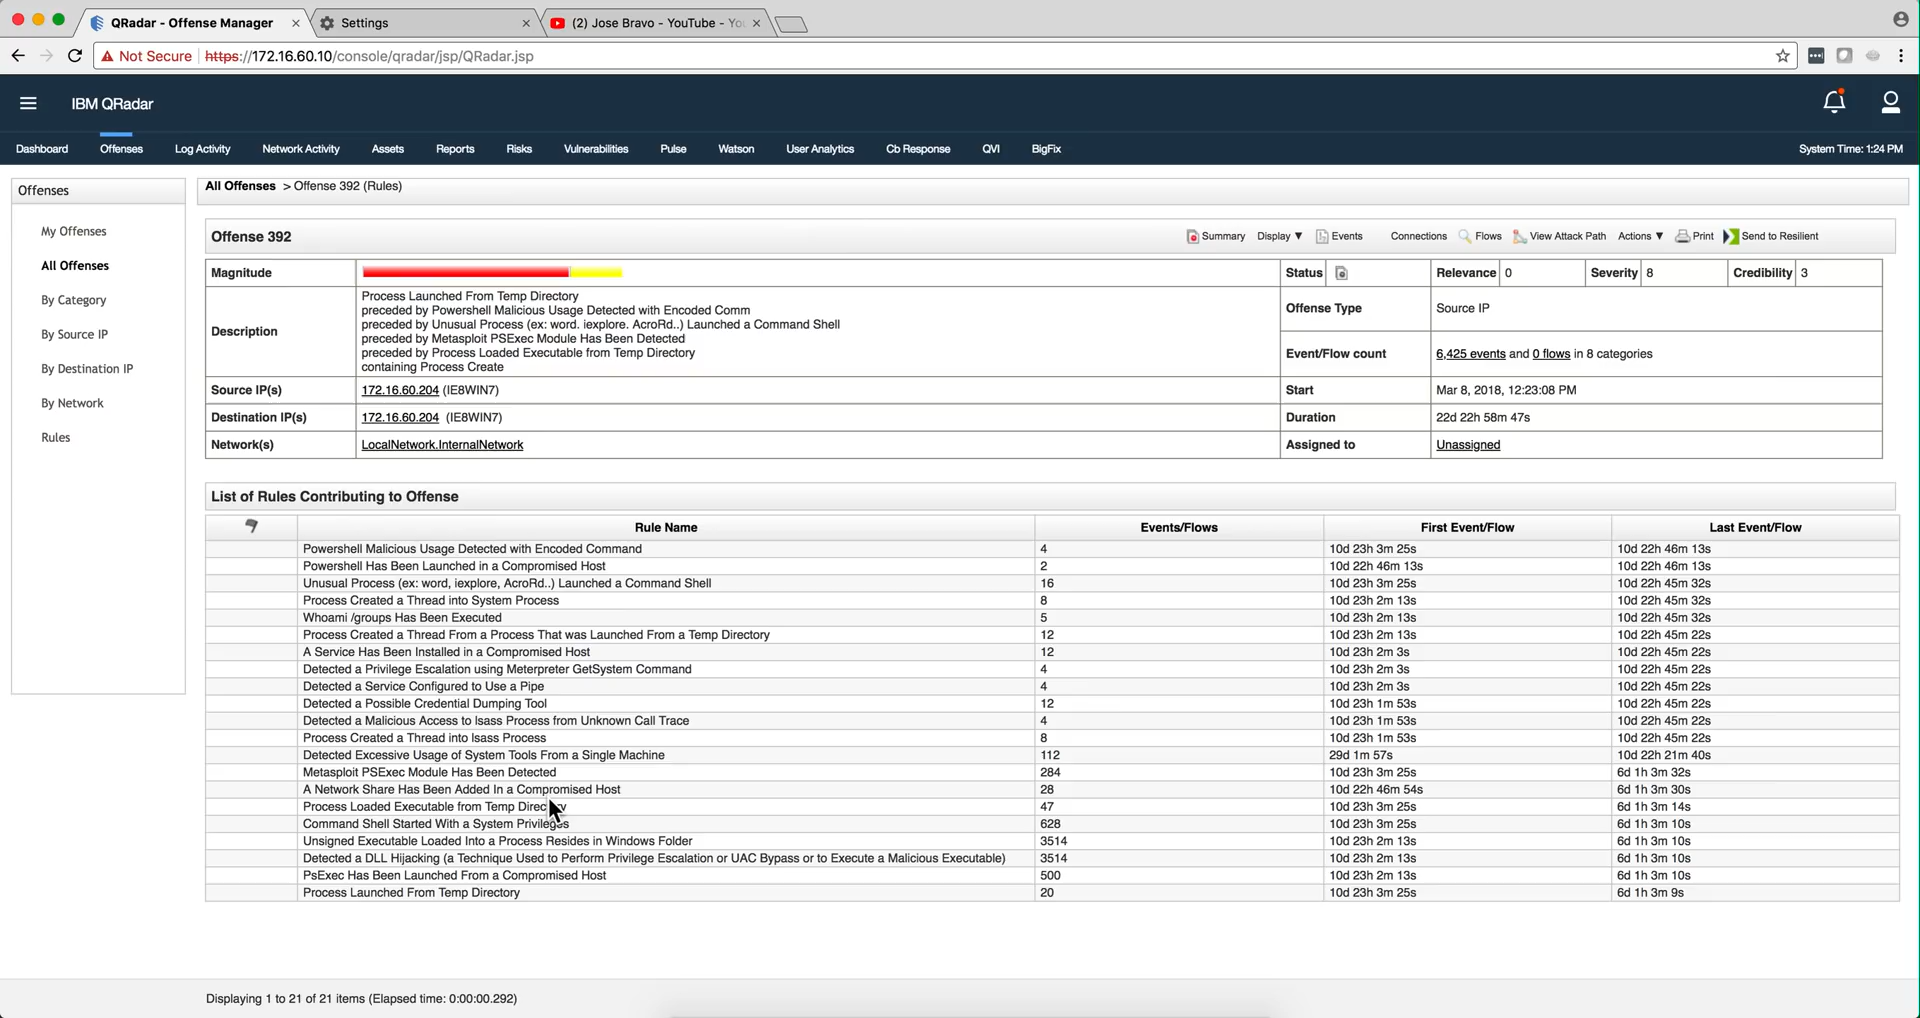 QRadar - Offense Manager
Settings
(2) Jose Bravo - YouTube - Yo
Not Secure | https://172.16.60.10/console/qradar/jsp/QRadar.jsp
IBM QRadar
Dashboard Offenses Log Activity Network Activity Assets Reports Risks Vulnerabilities Pulse Watson User Analytics Cb Response QVI BigFix System Time: 1:24 PM
Offenses
My Offenses
All Offenses
By Category
By Source IP
By Destination IP
By Network
Rules
All Offenses > Offense 392 (Rules)
Offense 392 Summary Display ▼ Events Connections Flows View Attack Path Actions ▼ Print Send to Resilient
Magnitude Status Relevance 0 Severity 8 Credibility 3
Description
Process Launched From Temp Directory
preceded by Powershell Malicious Usage Detected with Encoded Comm
preceded by Unusual Process (ex: word. iexplore. AcroRd..) Launched a Command Shell
preceded by Metasploit PSExec Module Has Been Detected
preceded by Process Loaded Executable from Temp Directory
containing Process Create
Offense Type Source IP
Event/Flow count 6,425 events and 0 flows in 8 categories
Source IP(s) 172.16.60.204 (IE8WIN7) Start Mar 8, 2018, 12:23:08 PM
Destination IP(s) 172.16.60.204 (IE8WIN7) Duration 22d 22h 58m 47s
Network(s) LocalNetwork.InternalNetwork Assigned to Unassigned
List of Rules Contributing to Offense
Rule Name Events/Flows First Event/Flow Last Event/Flow
Powershell Malicious Usage Detected with Encoded Command 4 10d 23h 3m 25s 10d 22h 46m 13s
Powershell Has Been Launched in a Compromised Host 2 10d 22h 46m 13s 10d 22h 46m 13s
Unusual Process (ex: word, iexplore, AcroRd..) Launched a Command Shell 16 10d 23h 3m 25s 10d 22h 45m 32s
Process Created a Thread into System Process 8 10d 23h 2m 13s 10d 22h 45m 32s
Whoami /groups Has Been Executed 5 10d 23h 2m 13s 10d 22h 45m 32s
Process Created a Thread From a Process That was Launched From a Temp Directory 12 10d 23h 2m 13s 10d 22h 45m 22s
A Service Has Been Installed in a Compromised Host 12 10d 23h 2m 3s 10d 22h 45m 22s
Detected a Privilege Escalation using Meterpreter GetSystem Command 4 10d 23h 2m 3s 10d 22h 45m 22s
Detected a Service Configured to Use a Pipe 4 10d 23h 2m 3s 10d 22h 45m 22s
Detected a Possible Credential Dumping Tool 12 10d 23h 1m 53s 10d 22h 45m 22s
Detected a Malicious Access to lsass Process from Unknown Call Trace 4 10d 23h 1m 53s 10d 22h 45m 22s
Process Created a Thread into lsass Process 8 10d 23h 1m 53s 10d 22h 45m 22s
Detected Excessive Usage of System Tools From a Single Machine 112 29d 1m 57s 10d 22h 21m 40s
Metasploit PSExec Module Has Been Detected 284 10d 23h 3m 25s 6d 1h 3m 32s
A Network Share Has Been Added In a Compromised Host 28 10d 22h 46m 54s 6d 1h 3m 30s
Process Loaded Executable from Temp Directory 47 10d 23h 3m 25s 6d 1h 3m 14s
Command Shell Started With a System Privileges 628 10d 23h 3m 25s 6d 1h 3m 10s
Unsigned Executable Loaded Into a Process Resides in Windows Folder 3514 10d 23h 2m 13s 6d 1h 3m 10s
Detected a DLL Hijacking (a Technique Used to Perform Privilege Escalation or UAC Bypass or to Execute a Malicious Executable) 3514 10d 23h 2m 13s 6d 1h 3m 10s
PsExec Has Been Launched From a Compromised Host 500 10d 23h 2m 13s 6d 1h 3m 10s
Process Launched From Temp Directory 20 10d 23h 3m 25s 6d 1h 3m 9s
Displaying 1 to 21 of 21 items (Elapsed time: 0:00:00.292)